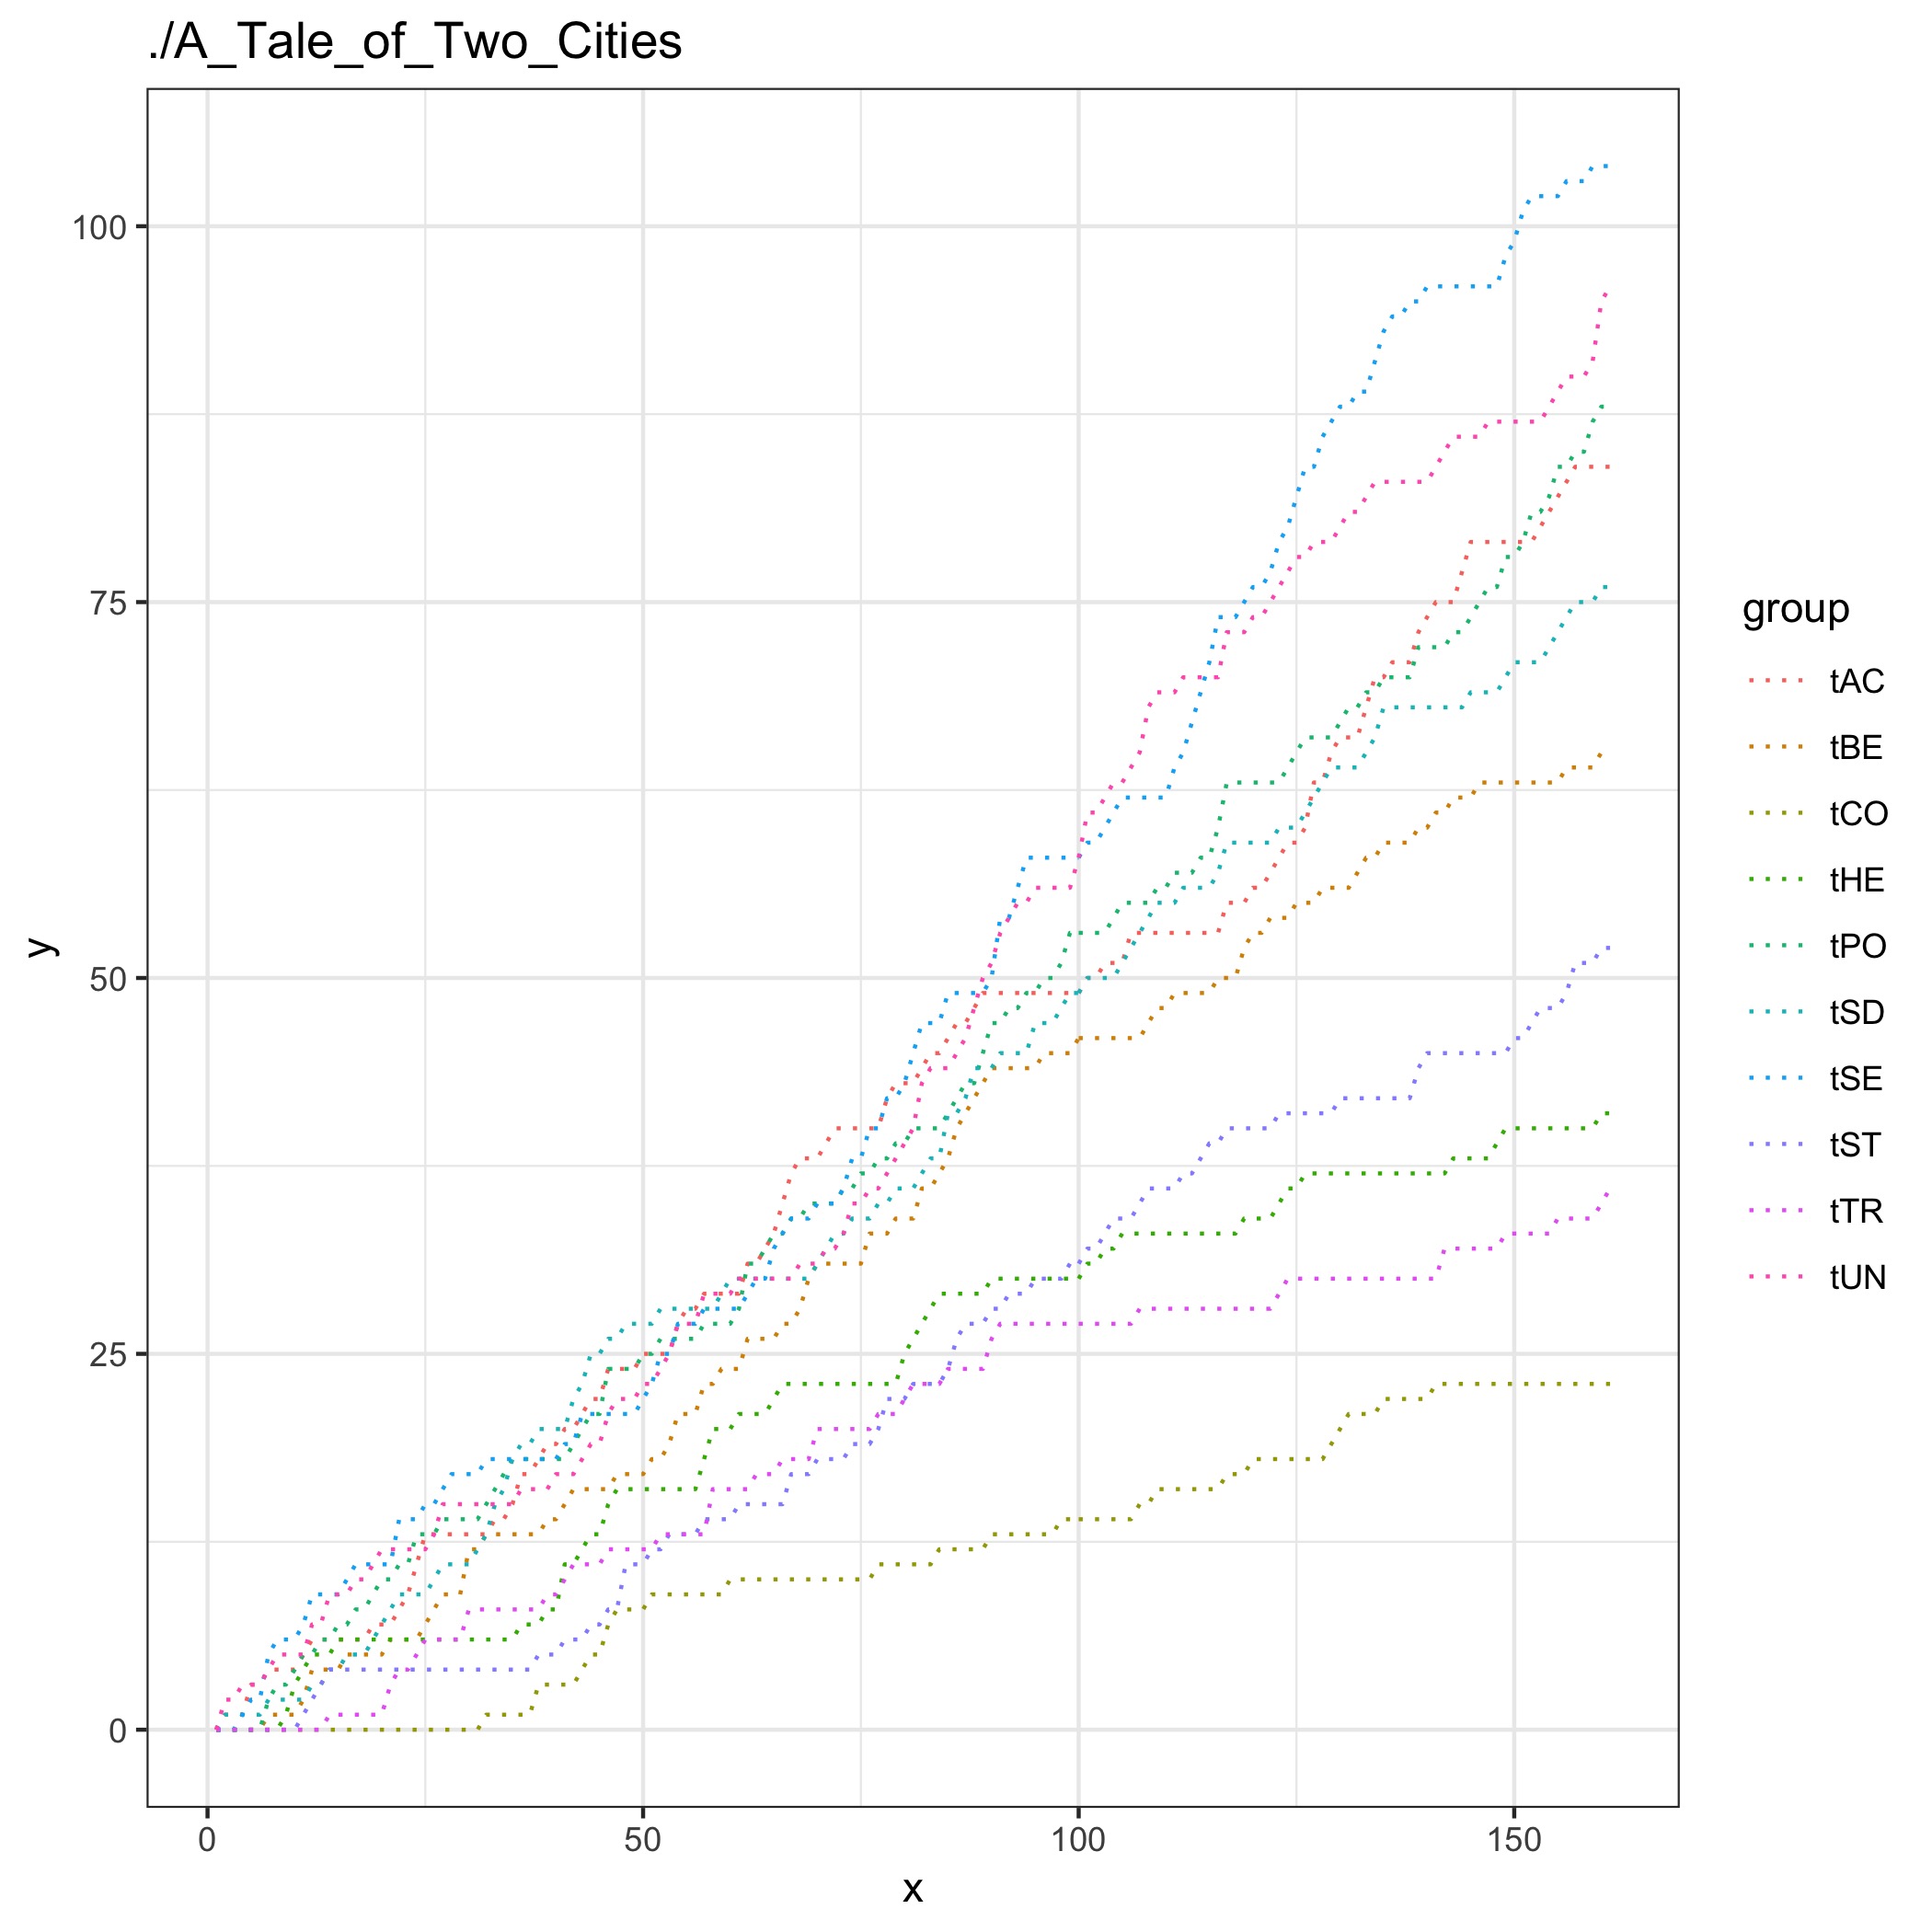 ./A_Tale_of_Two_Cities
100
75
50
25
0
y
0 50 100 150
x
group
tAC
tBE
tCO
tHE
tPO
tSD
tSE
tST
tTR
tUN